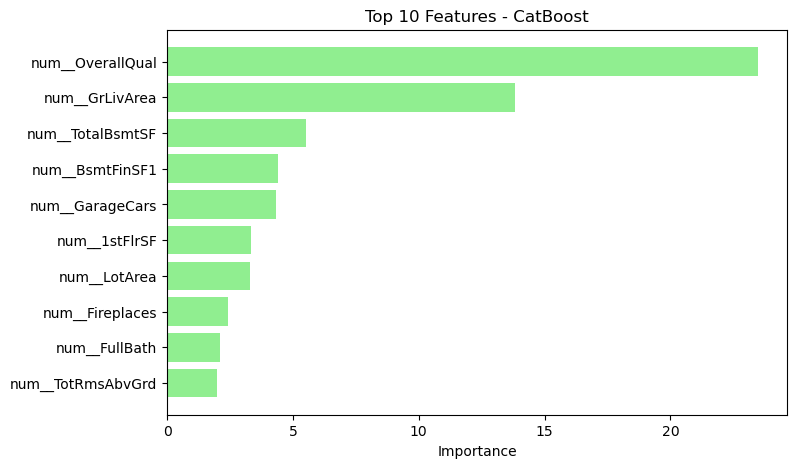 Top 10 Features - CatBoost
num__OverallQual
num__GrLivArea
num__TotalBsmtSF
num__BsmtFinSF1
num__GarageCars
num__1stFlrSF
num__LotArea
num__Fireplaces
num__FullBath
num__TotRmsAbvGrd
0 5 10 15 20
Importance